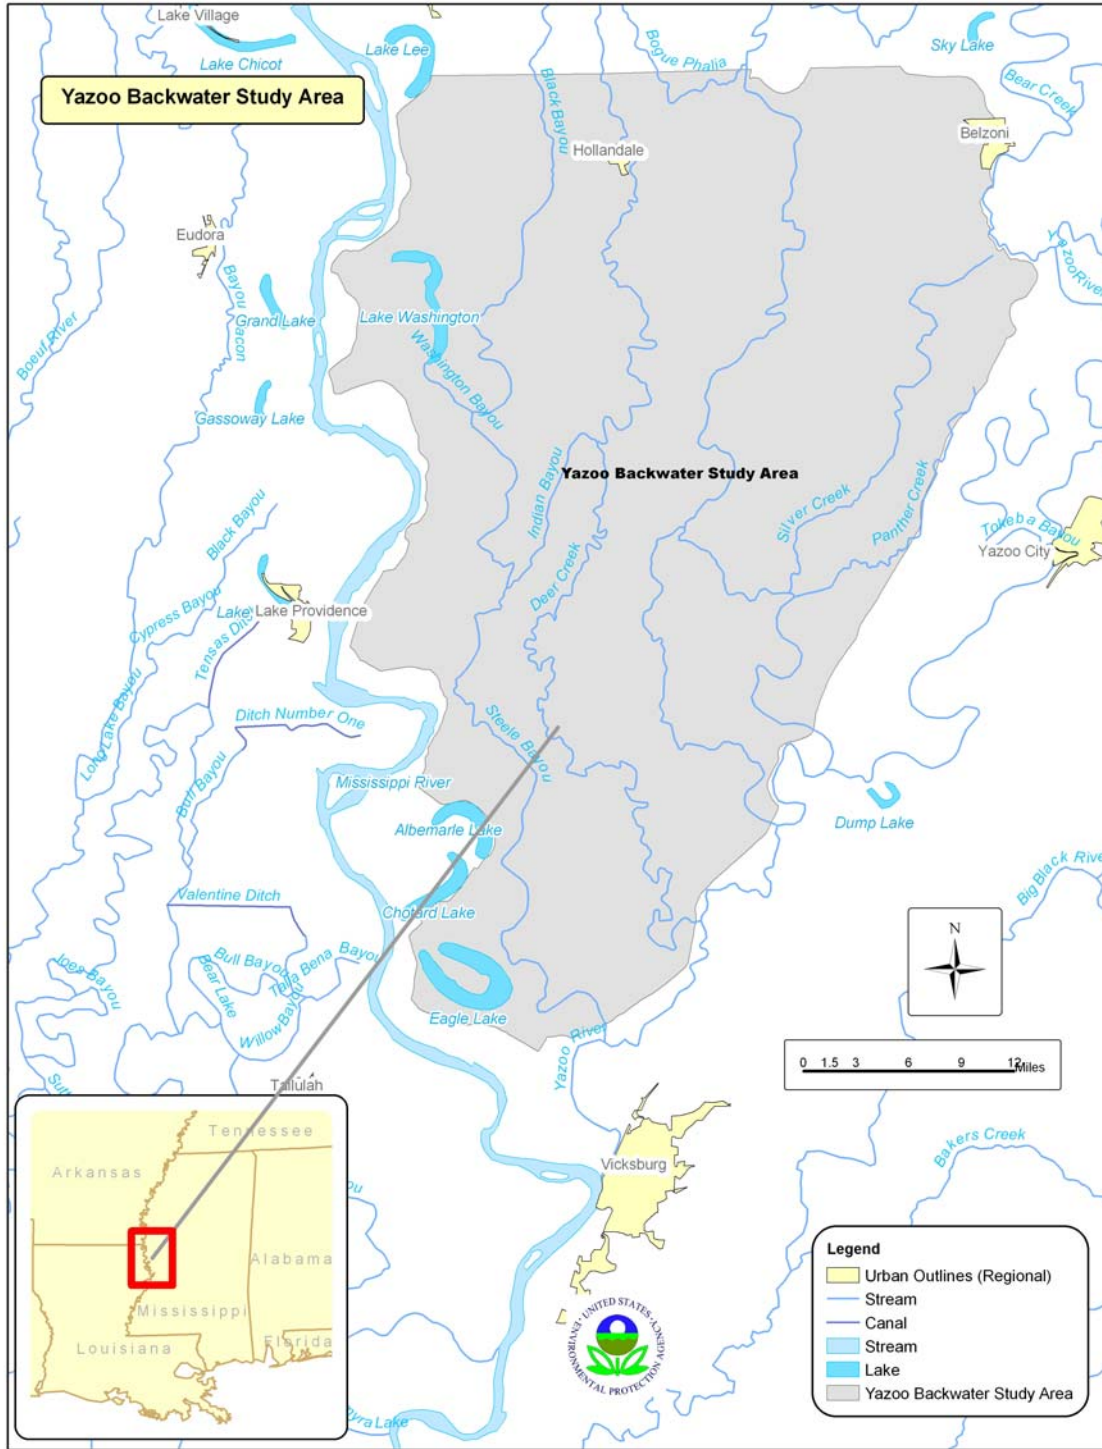 Lake Village
Lake Chicot
Lake Lee
Bogue Phalia
Sky Lake
Bear Creek
Yazoo Backwater Study Area
Black Bayou
Hollandale
Belzoni
Eudora
Yazoo River
Bayou Macon
Grand Lake
Lake Washington
Washington Bayou
Boeuf River
Gassoway Lake
Yazoo Backwater Study Area
Indian Bayou
Silver Creek
Panther Creek
Tokeba Bayou
Yazoo City
Black Bayou
Deer Creek
Cypress Bayou
Lake
Lake Providence
Tensas Ditch
Long Lake Bayou
Ditch Number One
Steele Bayou
Bull Bayou
Mississippi River
Albemarle Lake
Dump Lake
Big Black River
Valentine Ditch
Chotard Lake
Joes Bayou
Bull Bayou
Bear Lake
Talla Bena Bayou
Willow Bayou
Eagle Lake
Yazoo River
N
0 1.5 3 6 9 12
Miles
Tallulah
Vicksburg
Bakers Creek
Tennessee
Arkansas
Alabama
Mississippi
Louisiana
Florida
UNITED STATES
ENVIRONMENTAL PROTECTION AGENCY
Legend
Urban Outlines (Regional)
Stream
Canal
Stream
Lake
Yazoo Backwater Study Area